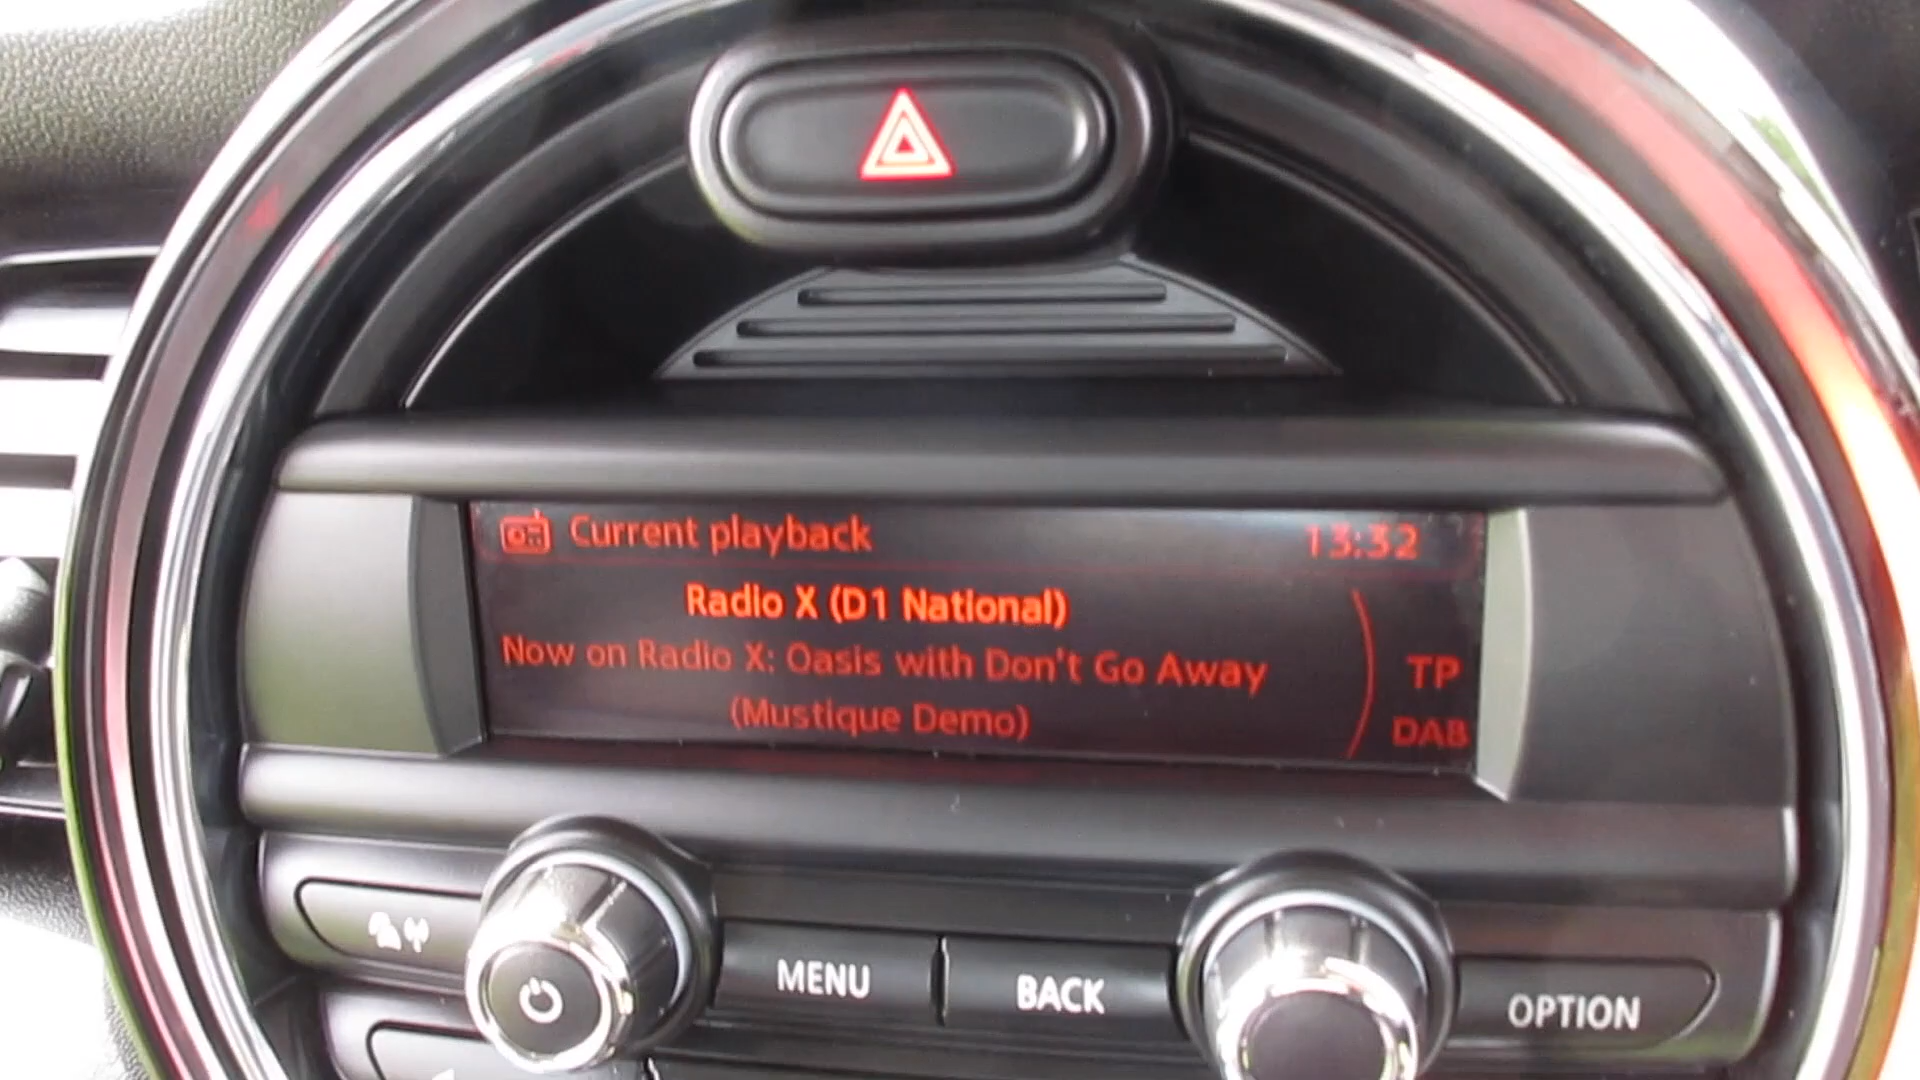 Current playback 13:32
Radio X (D1 National)
Now on Radio X: Oasis with Don't Go Away
(Mustique Demo)
TP
DAB
MENU
BACK
OPTION